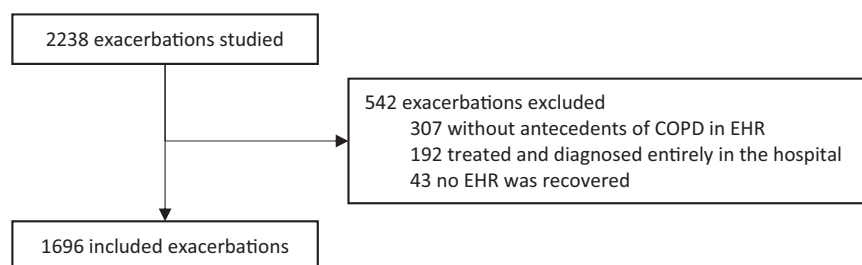 2238 exacerbations studied
542 exacerbations excluded
307 without antecedents of COPD in EHR
192 treated and diagnosed entirely in the hospital
43 no EHR was recovered
1696 included exacerbations